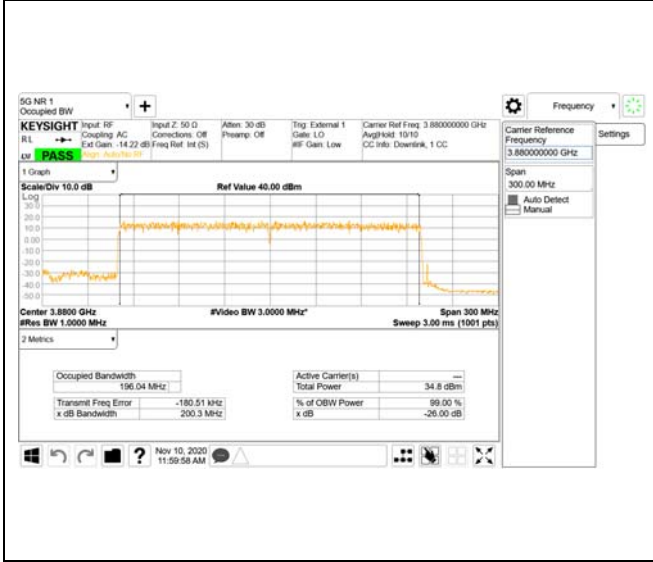 5G NR 1
Occupied BW
Frequency
KEYSIGHT
Input: RF
Input Z: 50 Ω
Atten: 30 dB
Trig: External 1
Carrier Ref Freq: 3.880000000 GHz
R L
Coupling: AC
Corrections: Off
Preamp: Off
Gate: LO
Avg|Hold: 10/10
Ext Gain: -14.22 dB
Freq Ref: Int (S)
#IF Gain: Low
CC Info: Downlink, 1 CC
PASS
Align: Auto/No RF
Carrier Reference
Frequency
3.880000000 GHz
Settings
Span
300.00 MHz
Auto Detect
Manual
1 Graph
Scale/Div 10.0 dB
Ref Value 40.00 dBm
Log
30.0
20.0
10.0
0.00
-10.0
-20.0
-30.0
-40.0
-50.0
Center 3.8800 GHz
#Video BW 3.0000 MHz*
Span 300 MHz
#Res BW 1.0000 MHz
Sweep 3.00 ms (1001 pts)
2 Metrics
Occupied Bandwidth
196.04 MHz
Active Carrier(s)
---
Total Power
34.8 dBm
Transmit Freq Error
-180.51 kHz
% of OBW Power
99.00 %
x dB Bandwidth
200.3 MHz
x dB
-26.00 dB
Nov 10, 2020
11:59:58 AM